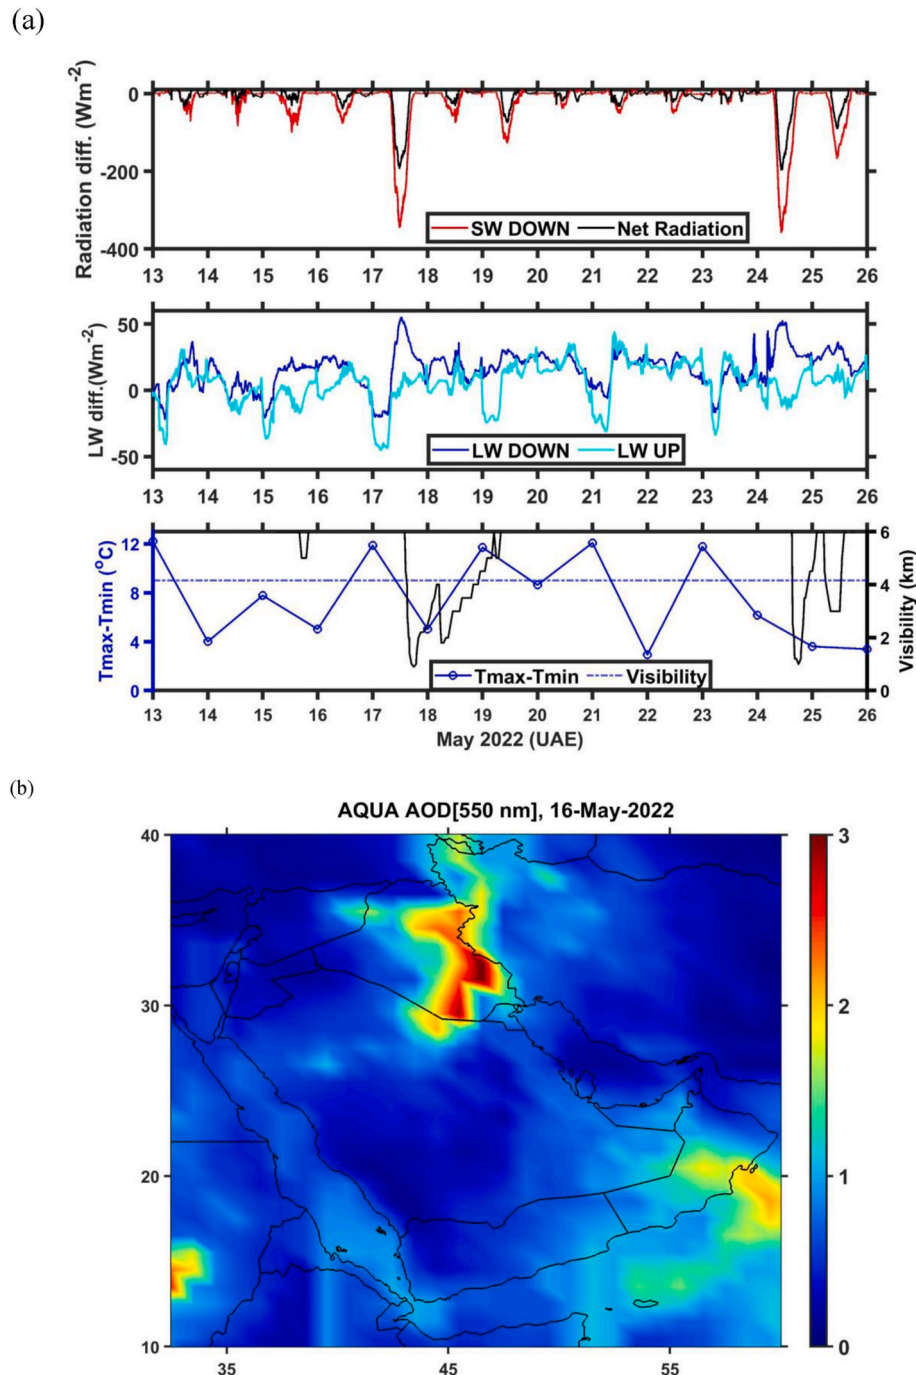 (a)
Radiation diff. (Wm-2)
0
-200
-400
SW DOWN Net Radiation
13 14 15 16 17 18 19 20 21 22 23 24 25 26
LW diff.(Wm-2)
50
0
-50
LW DOWN LW UP
13 14 15 16 17 18 19 20 21 22 23 24 25 26
Tmax-Tmin (oC)
12
8
4
0
6
4
2
0
Visibility (km)
Tmax-Tmin Visibility
13 14 15 16 17 18 19 20 21 22 23 24 25 26
May 2022 (UAE)
(b)
AQUA AOD[550 nm], 16-May-2022
40
30
20
10
35 45 55
3
2
1
0